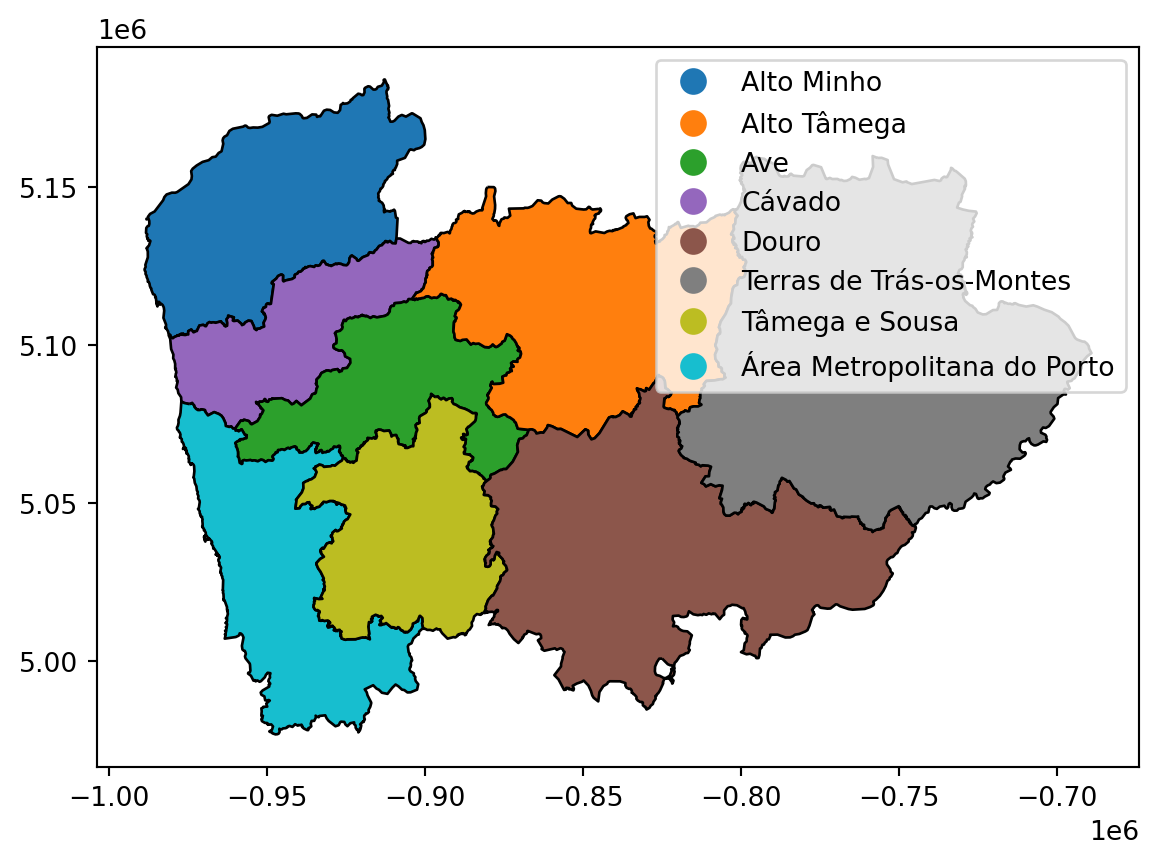 1e6
Alto Minho
Alto Tâmega
Ave
Cávado
Douro
Terras de Trás-os-Montes
Tâmega e Sousa
Área Metropolitana do Porto
5.15
5.10
5.05
5.00
−1.00 −0.95 −0.90 −0.85 −0.80 −0.75 −0.70
1e6